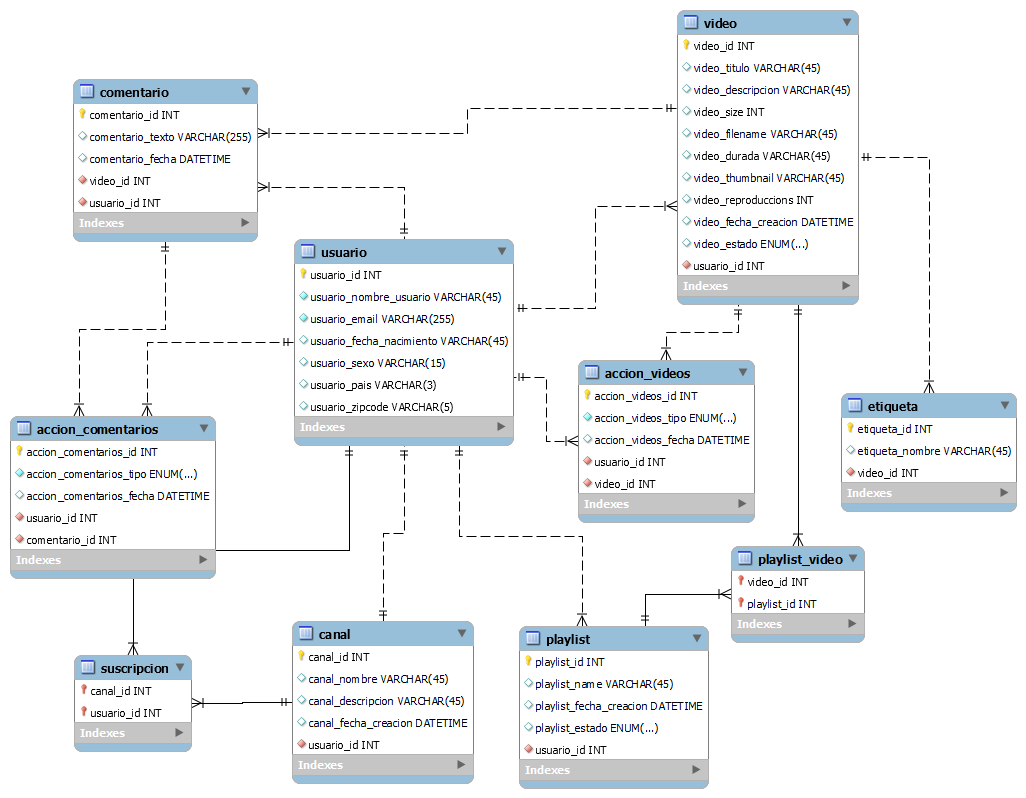 video
video_id INT
video_titulo VARCHAR(45)
video_descripcion VARCHAR(45)
video_size INT
video_filename VARCHAR(45)
video_durada VARCHAR(45)
video_thumbnail VARCHAR(45)
video_reproduccions INT
video_fecha_creacion DATETIME
video_estado ENUM(...)
usuario_id INT
Indexes
comentario
comentario_id INT
comentario_texto VARCHAR(255)
comentario_fecha DATETIME
video_id INT
usuario_id INT
Indexes
usuario
usuario_id INT
usuario_nombre_usuario VARCHAR(45)
usuario_email VARCHAR(255)
usuario_fecha_nacimiento VARCHAR(45)
usuario_sexo VARCHAR(15)
usuario_pais VARCHAR(3)
usuario_zipcode VARCHAR(5)
Indexes
accion_videos
accion_videos_id INT
accion_videos_tipo ENUM(...)
accion_videos_fecha DATETIME
usuario_id INT
video_id INT
Indexes
etiqueta
etiqueta_id INT
etiqueta_nombre VARCHAR(45)
video_id INT
Indexes
accion_comentarios
accion_comentarios_id INT
accion_comentarios_tipo ENUM(...)
accion_comentarios_fecha DATETIME
usuario_id INT
comentario_id INT
Indexes
playlist_video
video_id INT
playlist_id INT
Indexes
suscripcion
canal_id INT
usuario_id INT
Indexes
canal
canal_id INT
canal_nombre VARCHAR(45)
canal_descripcion VARCHAR(45)
canal_fecha_creacion DATETIME
usuario_id INT
Indexes
playlist
playlist_id INT
playlist_name VARCHAR(45)
playlist_fecha_creacion DATETIME
playlist_estado ENUM(...)
usuario_id INT
Indexes